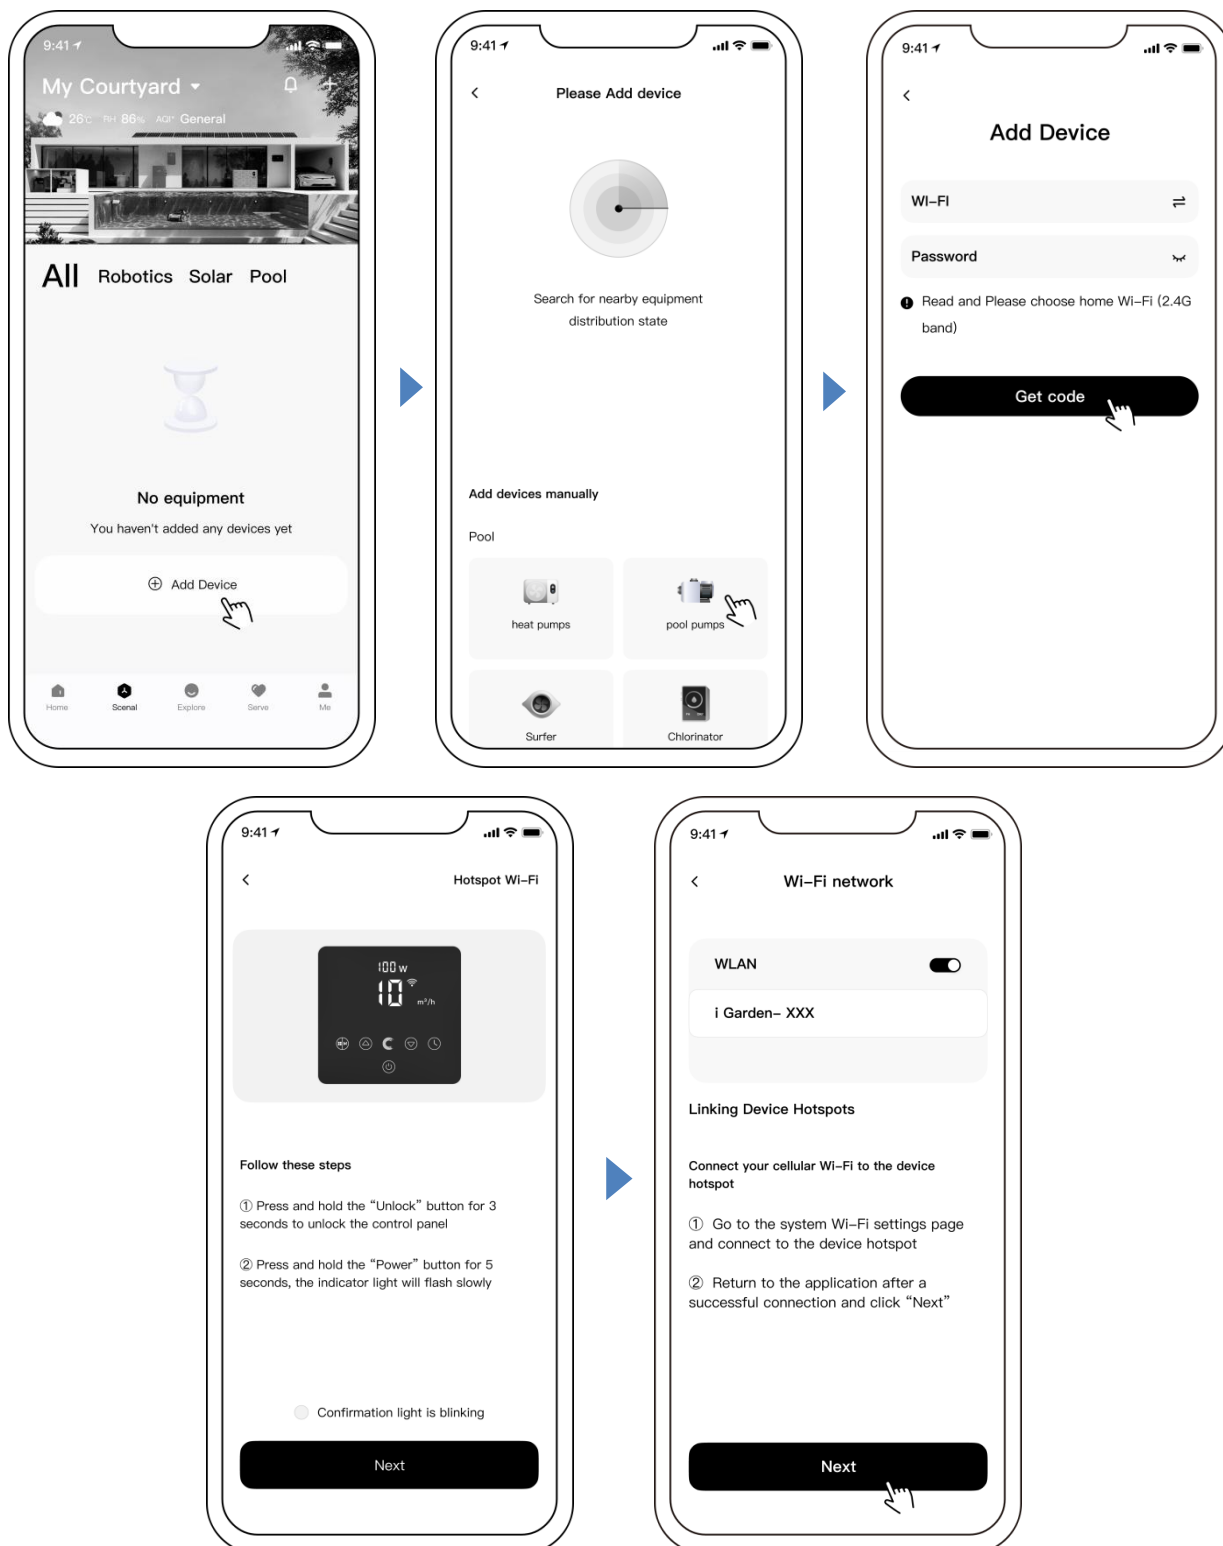 9:41
My Courtyard
26°C RH 86% AQI* General
All Robotics Solar Pool
No equipment
You haven't added any devices yet
Add Device
Home Scenal Explore Serve Me
9:41
Please Add device
Search for nearby equipment
distribution state
Add devices manually
Pool
heat pumps pool pumps
Surfer Chlorinator
9:41
Add Device
WI-FI
Password
Read and Please choose home Wi-Fi (2.4G
band)
Get code
9:41
Hotspot Wi-Fi
100 w
10 m³/h
Follow these steps
① Press and hold the “Unlock” button for 3
seconds to unlock the control panel
② Press and hold the “Power” button for 5
seconds, the indicator light will flash slowly
Confirmation light is blinking
Next
9:41
Wi-Fi network
WLAN
i Garden- XXX
Linking Device Hotspots
Connect your cellular Wi-Fi to the device
hotspot
① Go to the system Wi-Fi settings page
and connect to the device hotspot
② Return to the application after a
successful connection and click “Next”
Next